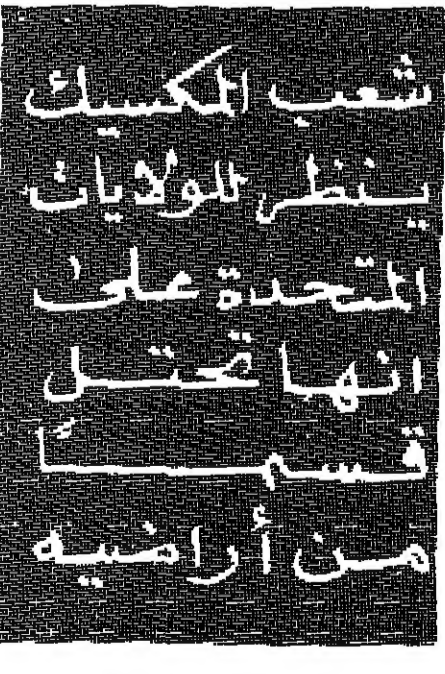 شعب المكسيك
ينظر للولايات
المتحدة على
انها تحتل
قسماً
من أراضيه